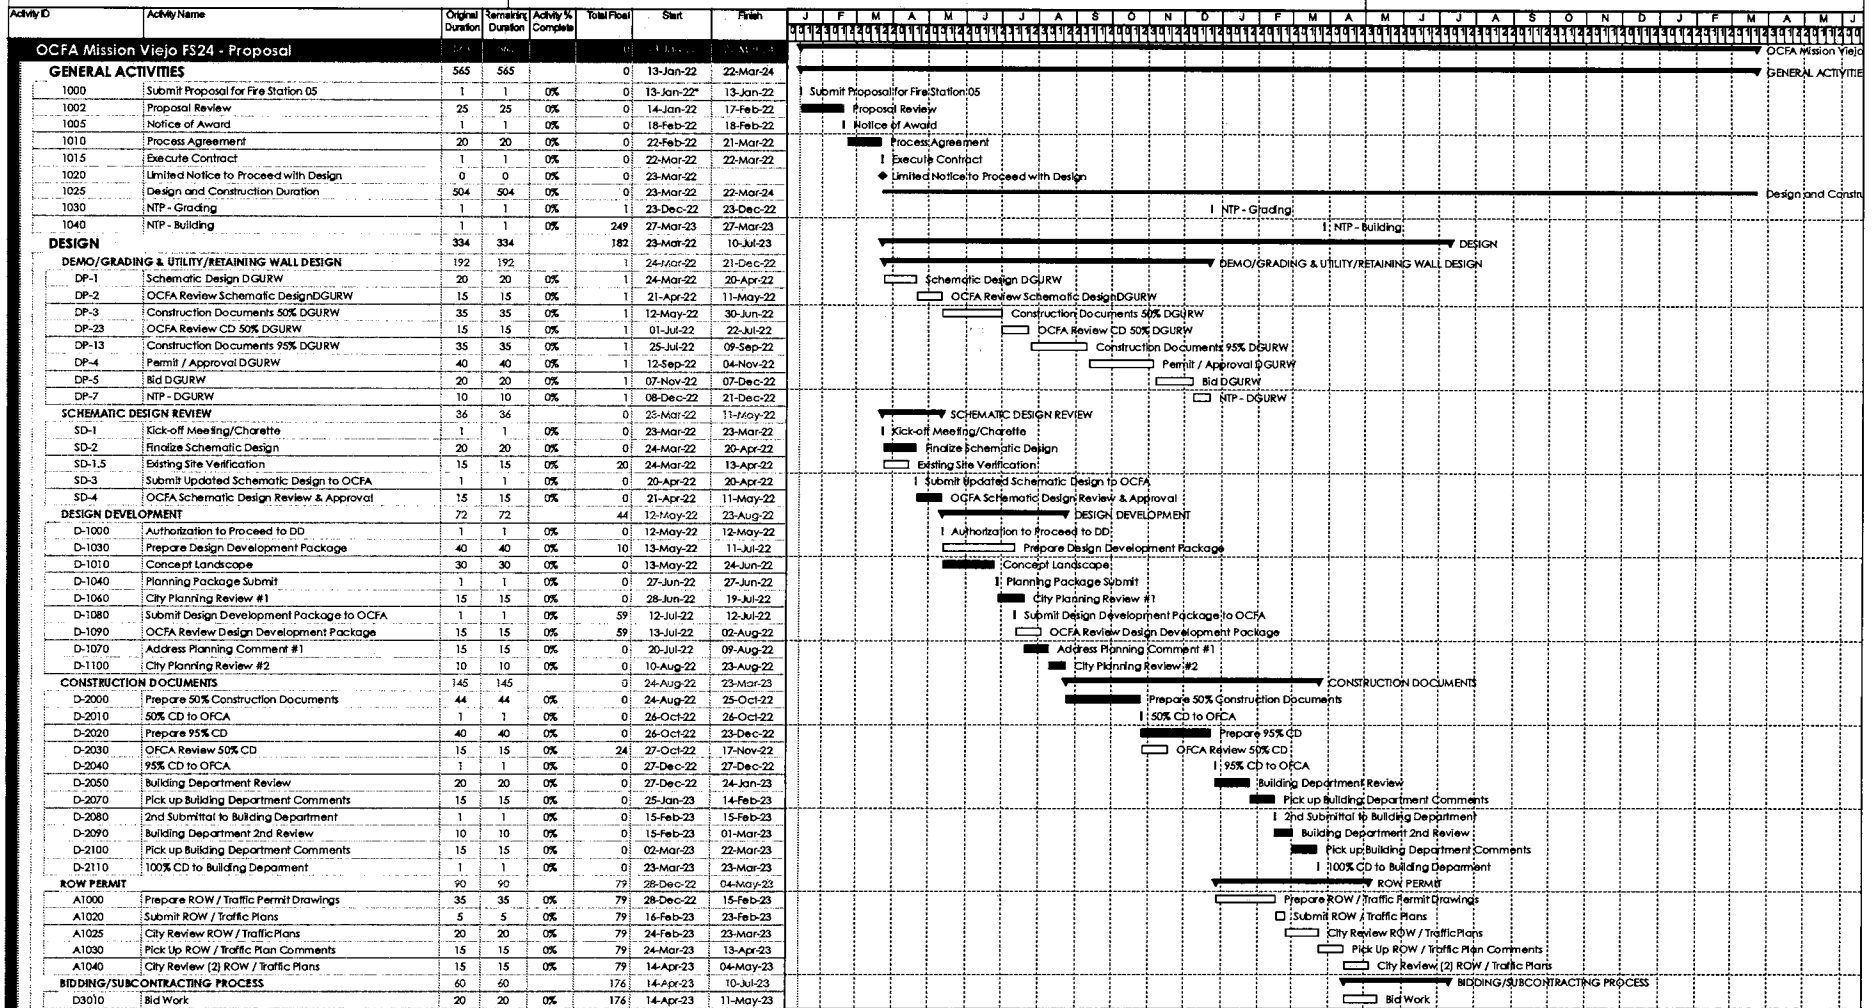 Activity ID Activity Name Original Duration Remaining Duration Activity % Complete Total Float Start Finish J F M A M J J A S O N D J F M A M J J A S O N D J F M A M J
OCFA Mission Viejo FS24 - Proposal 0 OCFA Mission Viejo
GENERAL ACTIVITIES 565 565 0 13-Jan-22 22-Mar-24 GENERAL ACTIVITIE
1000 Submit Proposal for Fire Station 05 1 1 0% 0 13-Jan-22* 13-Jan-22 Submit Proposal for Fire Station 05
1002 Proposal Review 25 25 0% 0 14-Jan-22 17-Feb-22 Proposal Review
1005 Notice of Award 1 1 0% 0 18-Feb-22 18-Feb-22 Notice of Award
1010 Process Agreement 20 20 0% 0 22-Feb-22 21-Mar-22 Process Agreement
1015 Execute Contract 1 1 0% 0 22-Mar-22 22-Mar-22 Execute Contract
1020 Limited Notice to Proceed with Design 0 0 0% 0 23-Mar-22 Limited Notice to Proceed with Design
1025 Design and Construction Duration 504 504 0% 0 23-Mar-22 22-Mar-24 Design and Constru
1030 NTP - Grading 1 1 0% 1 23-Dec-22 23-Dec-22 NTP - Grading
1040 NTP - Building 1 1 0% 249 27-Mar-23 27-Mar-23 NTP - Building
DESIGN 334 334 182 23-Mar-22 10-Jul-23 DESIGN
DEMO/GRADING & UTILITY/RETAINING WALL DESIGN 192 192 1 24-Mar-22 21-Dec-22 DEMO/GRADING & UTILITY/RETAINING WALL DESIGN
DP-1 Schematic Design DGURW 20 20 0% 1 24-Mar-22 20-Apr-22 Schematic Design DGURW
DP-2 OCFA Review Schematic DesignDGURW 15 15 0% 1 21-Apr-22 11-May-22 OCFA Review Schematic DesignDGURW
DP-3 Construction Documents 50% DGURW 35 35 0% 1 12-May-22 30-Jun-22 Construction Documents 50% DGURW
DP-23 OCFA Review CD 50% DGURW 15 15 0% 1 01-Jul-22 22-Jul-22 OCFA Review CD 50% DGURW
DP-13 Construction Documents 95% DGURW 35 35 0% 1 25-Jul-22 09-Sep-22 Construction Documents 95% DGURW
DP-4 Permit / Approval DGURW 40 40 0% 1 12-Sep-22 04-Nov-22 Permit / Approval DGURW
DP-5 Bid DGURW 20 20 0% 1 07-Nov-22 07-Dec-22 Bid DGURW
DP-7 NTP - DGURW 10 10 0% 1 08-Dec-22 21-Dec-22 NTP - DGURW
SCHEMATIC DESIGN REVIEW 36 36 0 23-Mar-22 11-May-22 SCHEMATIC DESIGN REVIEW
SD-1 Kick-off Meeting/Charette 1 1 0% 0 23-Mar-22 23-Mar-22 Kick-off Meeting/Charette
SD-2 Finalize Schematic Design 20 20 0% 0 24-Mar-22 20-Apr-22 Finalize Schematic Design
SD-1.5 Existing Site Verification 15 15 0% 20 24-Mar-22 13-Apr-22 Existing Site Verification
SD-3 Submit Updated Schematic Design to OCFA 1 1 0% 0 20-Apr-22 20-Apr-22 Submit Updated Schematic Design to OCFA
SD-4 OCFA Schematic Design Review & Approval 15 15 0% 0 21-Apr-22 11-May-22 OCFA Schematic Design Review & Approval
DESIGN DEVELOPMENT 72 72 44 12-May-22 23-Aug-22 DESIGN DEVELOPMENT
D-1000 Authorization to Proceed to DD 1 1 0% 0 12-May-22 12-May-22 Authorization to Proceed to DD
D-1030 Prepare Design Development Package 40 40 0% 10 13-May-22 11-Jul-22 Prepare Design Development Package
D-1010 Concept Landscape 30 30 0% 0 13-May-22 24-Jun-22 Concept Landscape
D-1040 Planning Package Submit 1 1 0% 0 27-Jun-22 27-Jun-22 Planning Package Submit
D-1060 City Planning Review #1 15 15 0% 0 28-Jun-22 19-Jul-22 City Planning Review #1
D-1080 Submit Design Development Package to OCFA 1 1 0% 59 12-Jul-22 12-Jul-22 Submit Design Development Package to OCFA
D-1090 OCFA Review Design Development Package 15 15 0% 59 13-Jul-22 02-Aug-22 OCFA Review Design Development Package
D-1070 Address Planning Comment #1 15 15 0% 0 20-Jul-22 09-Aug-22 Address Planning Comment #1
D-1100 City Planning Review #2 10 10 0% 0 10-Aug-22 23-Aug-22 City Planning Review #2
CONSTRUCTION DOCUMENTS 145 145 0 24-Aug-22 23-Mar-23 CONSTRUCTION DOCUMENTS
D-2000 Prepare 50% Construction Documents 44 44 0% 0 24-Aug-22 25-Oct-22 Prepare 50% Construction Documents
D-2010 50% CD to OFCA 1 1 0% 0 26-Oct-22 26-Oct-22 50% CD to OFCA
D-2020 Prepare 95% CD 40 40 0% 0 26-Oct-22 23-Dec-22 Prepare 95% CD
D-2030 OFCA Review 50% CD 15 15 0% 24 27-Oct-22 17-Nov-22 OFCA Review 50% CD
D-2040 95% CD to OFCA 1 1 0% 0 27-Dec-22 27-Dec-22 95% CD to OFCA
D-2050 Building Department Review 20 20 0% 0 27-Dec-22 24-Jan-23 Building Department Review
D-2070 Pick up Building Department Comments 15 15 0% 0 25-Jan-23 14-Feb-23 Pick up Building Department Comments
D-2080 2nd Submittal to Building Department 1 1 0% 0 15-Feb-23 15-Feb-23 2nd Submittal to Building Department
D-2090 Building Department 2nd Review 10 10 0% 0 15-Feb-23 01-Mar-23 Building Department 2nd Review
D-2100 Pick up Building Department Comments 15 15 0% 0 02-Mar-23 22-Mar-23 Pick up Building Department Comments
D-2110 100% CD to Building Deparment 1 1 0% 0 23-Mar-23 23-Mar-23 100% CD to Building Deparment
ROW PERMIT 90 90 79 28-Dec-22 04-May-23 ROW PERMIT
A1000 Prepare ROW / Traffic Permit Drawings 35 35 0% 79 28-Dec-22 15-Feb-23 Prepare ROW / Traffic Permit Drawings
A1020 Submit ROW / Traffic Plans 5 5 0% 79 16-Feb-23 23-Feb-23 Submit ROW / Traffic Plans
A1025 City Review ROW / Traffic Plans 20 20 0% 79 24-Feb-23 23-Mar-23 City Review ROW / Traffic Plans
A1030 Pick Up ROW / Traffic Plan Comments 15 15 0% 79 24-Mar-23 13-Apr-23 Pick Up ROW / Traffic Plan Comments
A1040 City Review (2) ROW / Traffic Plans 15 15 0% 79 14-Apr-23 04-May-23 City Review (2) ROW / Traffic Plans
BIDDING/SUBCONTRACTING PROCESS 60 60 176 14-Apr-23 10-Jul-23 BIDDING/SUBCONTRACTING PROCESS
D3010 Bid Work 20 20 0% 176 14-Apr-23 11-May-23 Bid Work